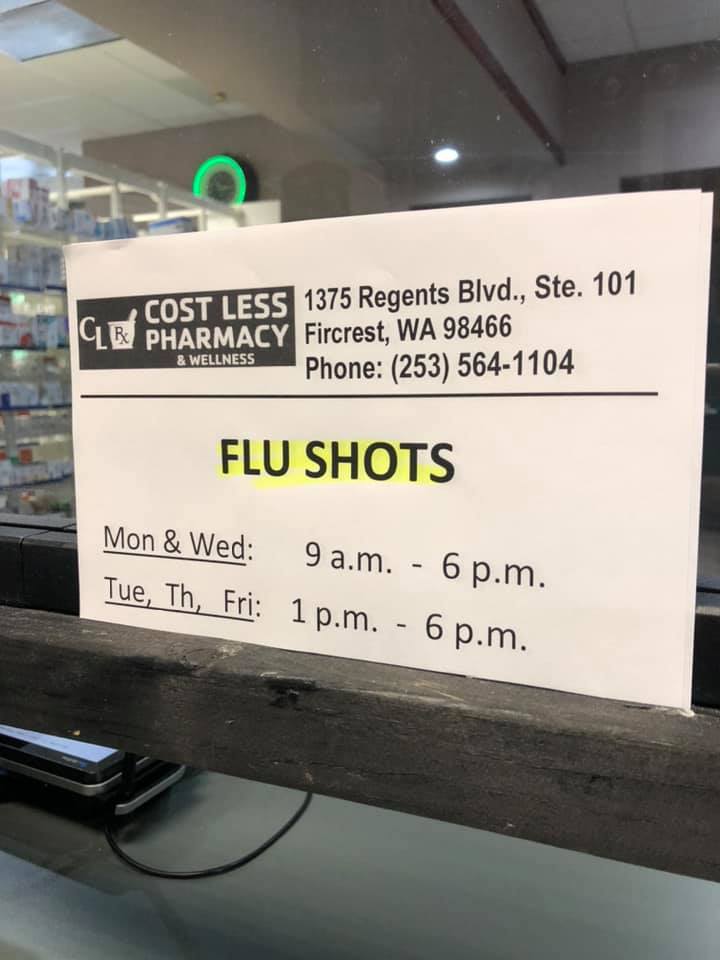 CL Rx COST LESS PHARMACY & WELLNESS
1375 Regents Blvd., Ste. 101
Fircrest, WA 98466
Phone: (253) 564-1104
FLU SHOTS
Mon & Wed: 9 a.m. - 6 p.m.
Tue, Th, Fri: 1 p.m. - 6 p.m.